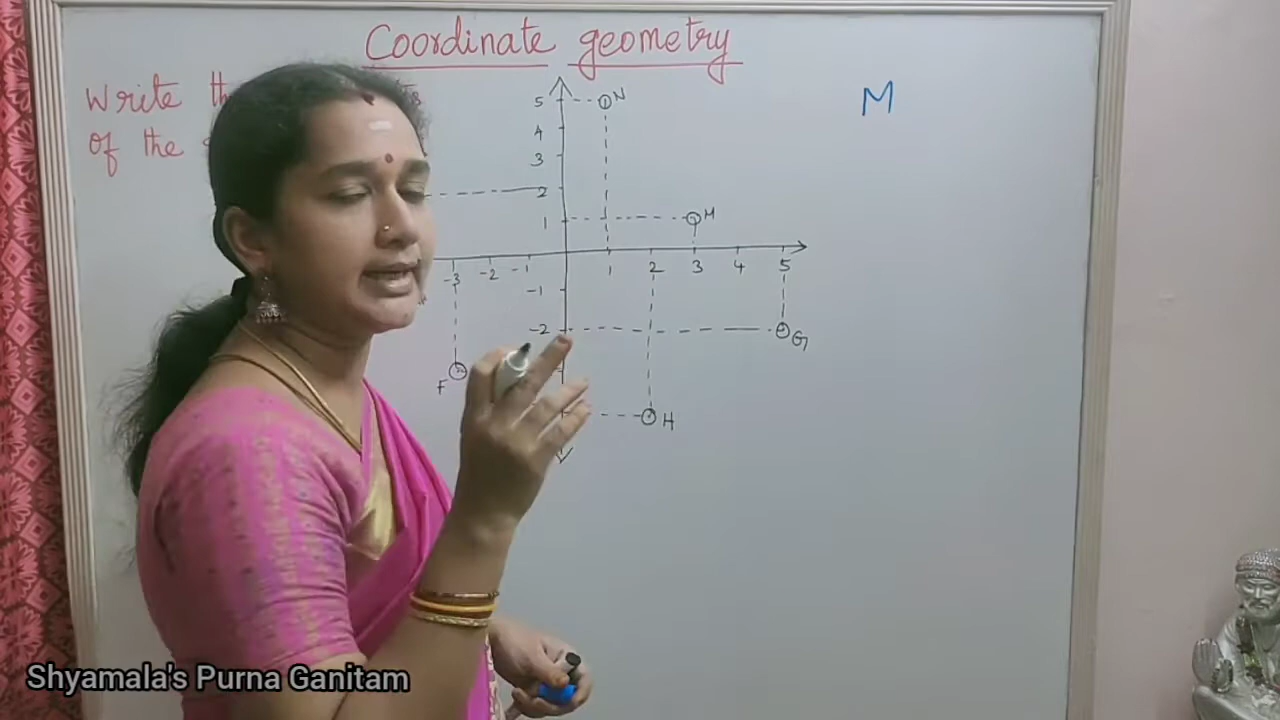 Coordinate geometry
Write
of the
M
5
N
4
3
2
1
M
-3 -2 -1 1 2 3 4 5
-1
-2
G
F
H
Shyamala's Purna Ganitam